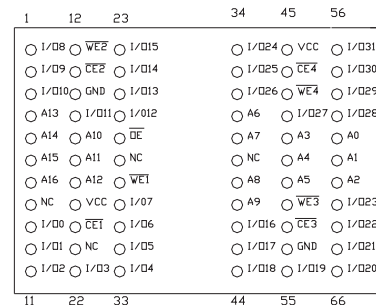 1 12 23 34 45 56
I/O8 WE2 I/O15 I/O24 VCC I/O31
I/O9 CE2 I/O14 I/O25 CE4 I/O30
I/O10 GND I/O13 I/O26 WE4 I/O29
A13 I/O11 I/O12 A6 I/O27 I/O28
A14 A10 OE A7 A3 A0
A15 A11 NC NC A4 A1
A16 A12 WE1 A8 A5 A2
NC VCC I/O7 A9 WE3 I/O23
I/O0 CE1 I/O6 I/O16 CE3 I/O22
I/O1 NC I/O5 I/O17 GND I/O21
I/O2 I/O3 I/O4 I/O18 I/O19 I/O20
11 22 33 44 55 66